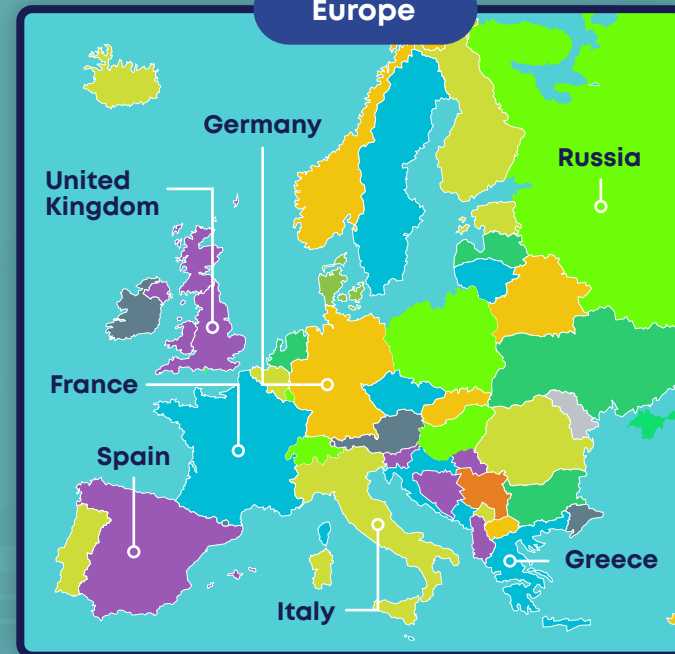 Europe
Germany
Russia
United
Kingdom
France
Spain
Greece
Italy